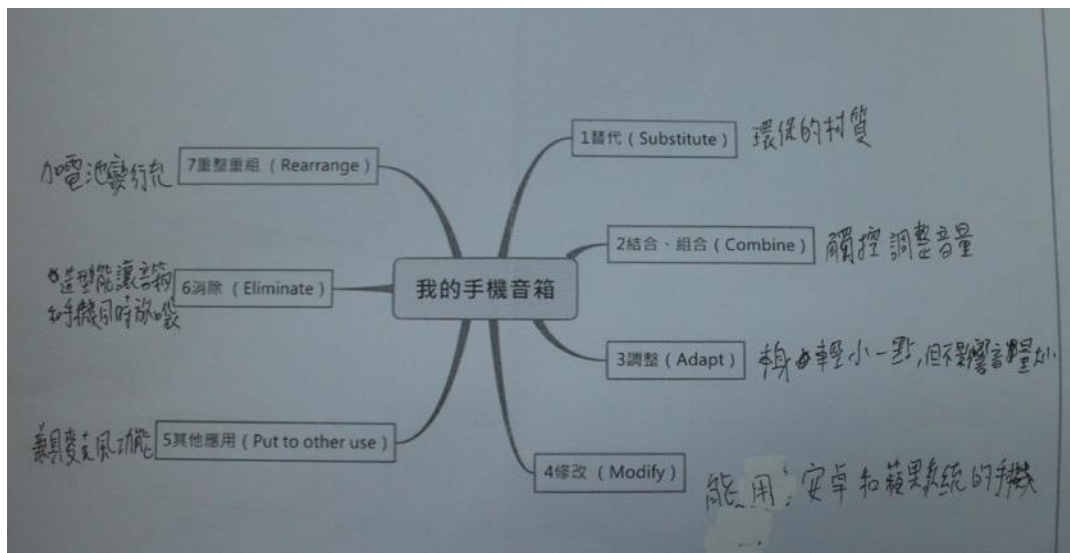 我的手機音箱
1替代（Substitute） 環保的材質
2結合、組合（Combine） 觸控調整音量
3調整（Adapt） 本身輕小一點，但不影響音量大小
4修改（Modify） 能用安卓和蘋果系統的手機
5其他應用（Put to other use） 兼具麥克風功能
6消除（Eliminate） 造型能讓音箱
和手機同時放
7重整重組（Rearrange） 加電池變行